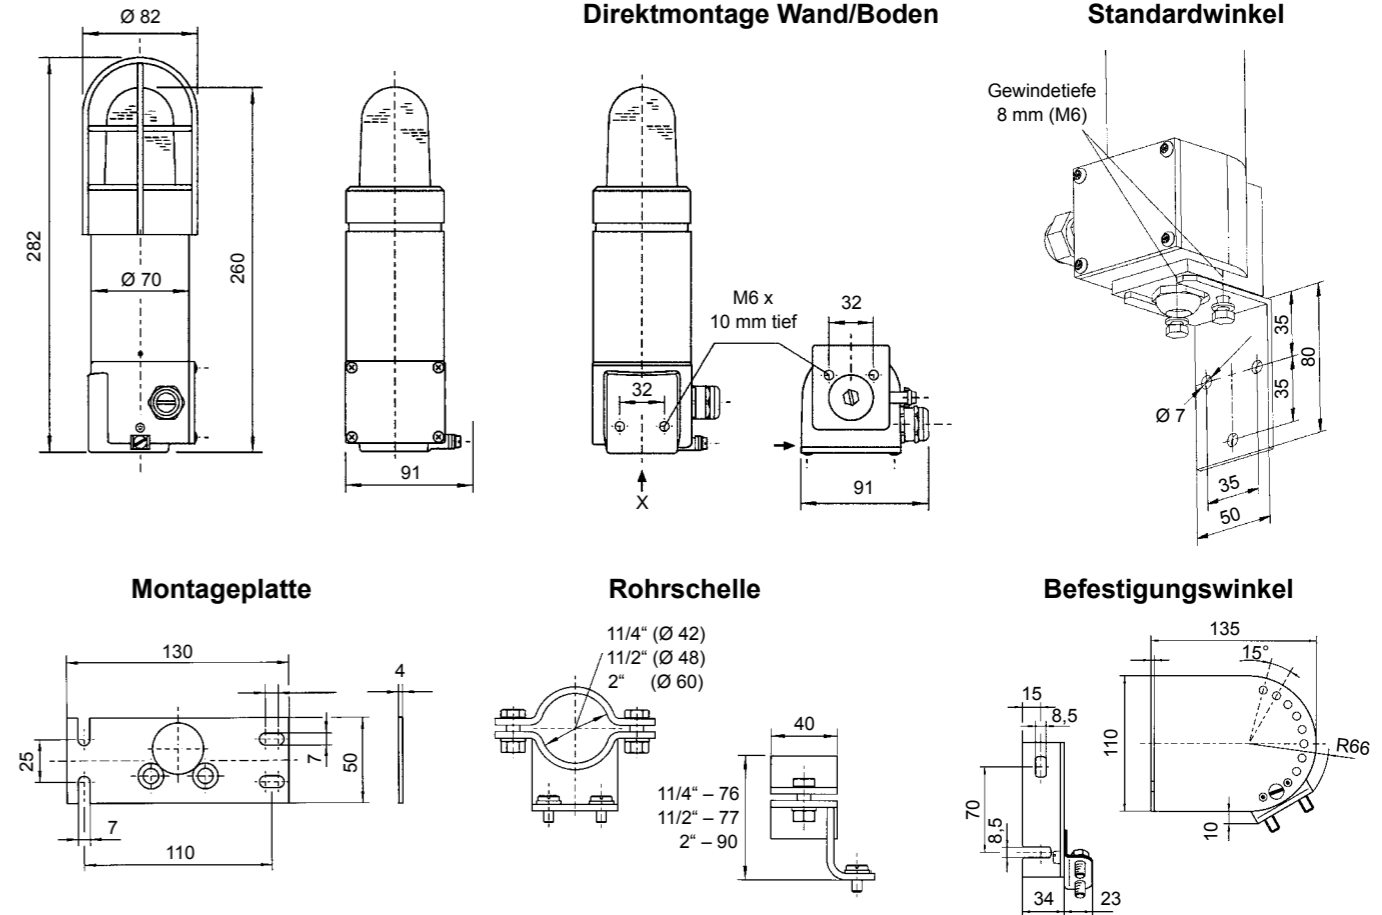 Direktmontage Wand/Boden
Standardwinkel
Ø 82
282
Ø 70
260
91
M6 x
10 mm tief
32
32
X
91
Gewindetiefe
8 mm (M6)
35
80
35
Ø 7
35
50
Montageplatte
Rohrschelle
Befestigungswinkel
130
4
25
7
50
7
110
11/4“ (Ø 42)
11/2“ (Ø 48)
2“ (Ø 60)
40
11/4“ – 76
11/2“ – 77
2“ – 90
135
15°
15
8,5
110
R66
70
8,5
10
34
23